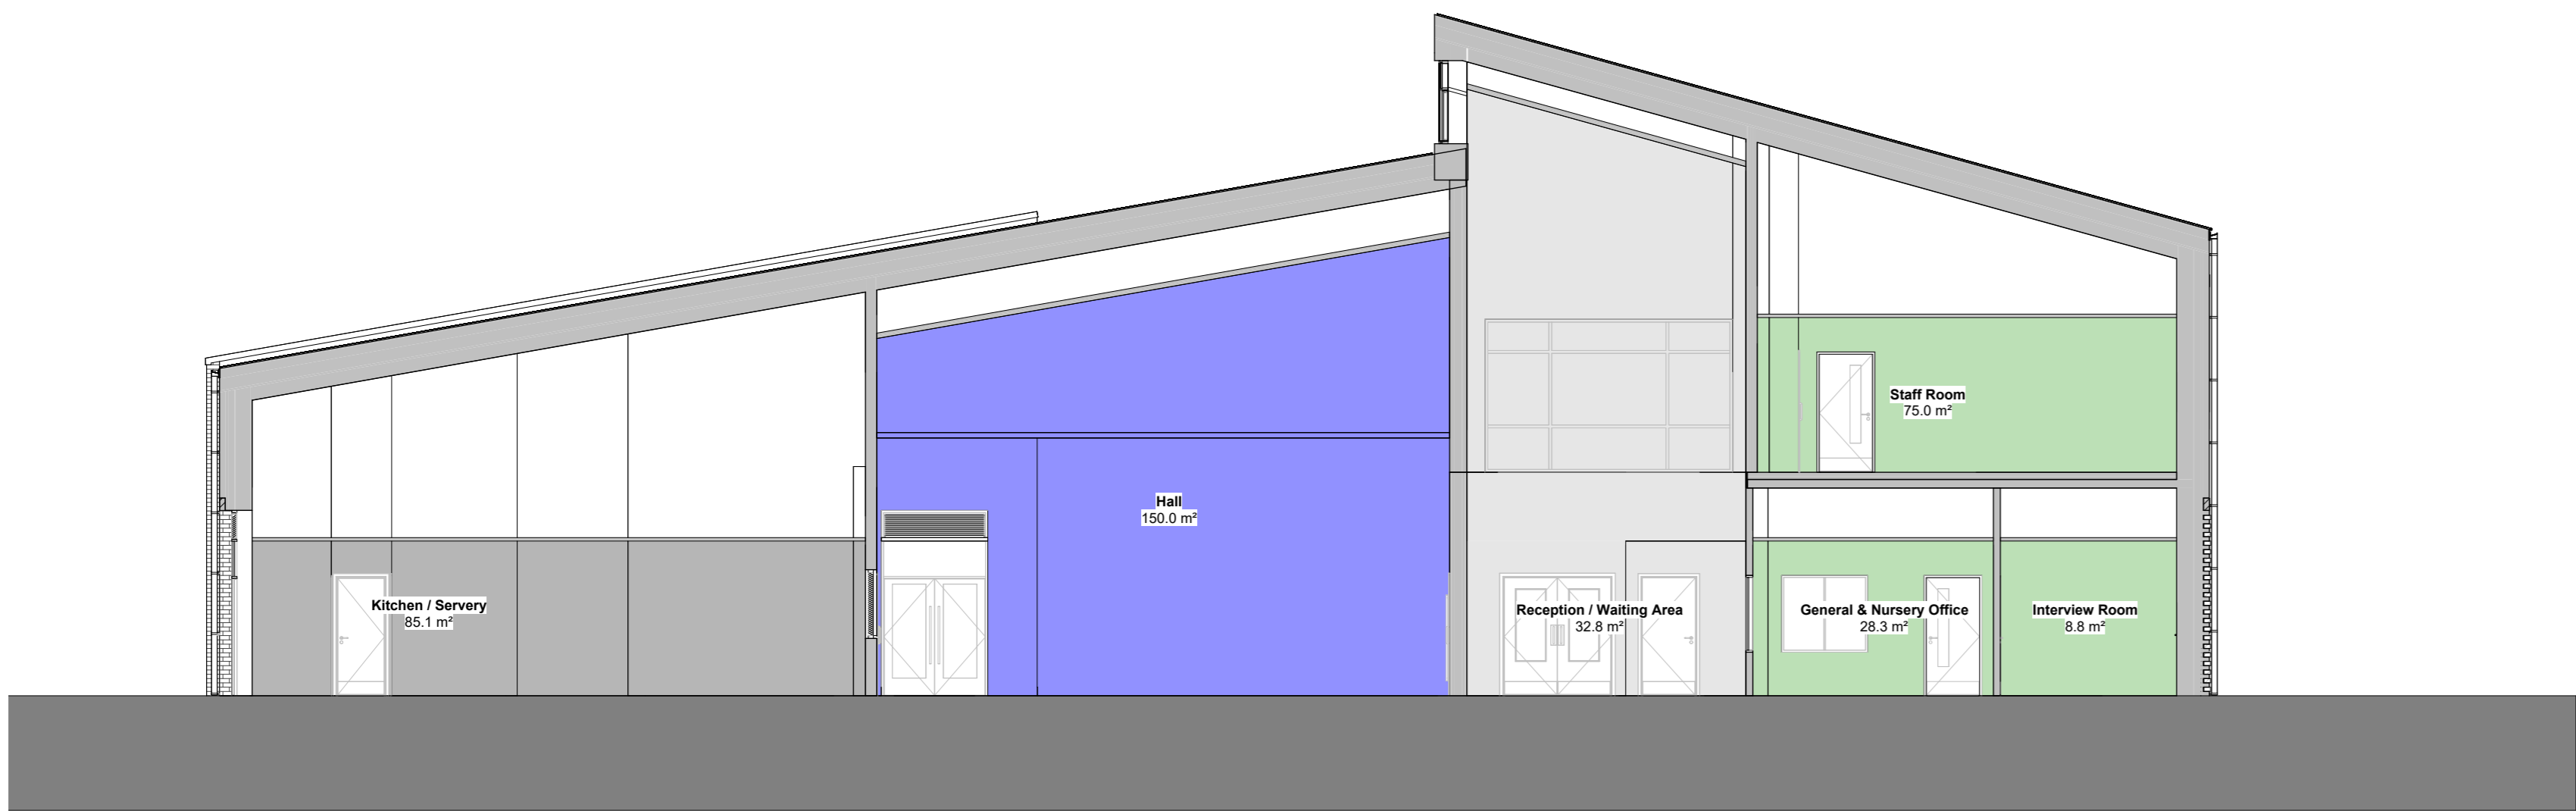 Staff Room
75.0 m²
Hall
150.0 m²
Kitchen / Servery
85.1 m²
Reception / Waiting Area
32.8 m²
General & Nursery Office
28.3 m²
Interview Room
8.8 m²